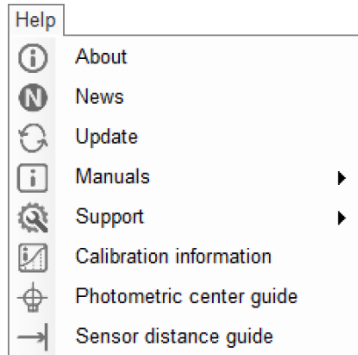 Help
About
News
Update
Manuals
Support
Calibration information
Photometric center guide
Sensor distance guide